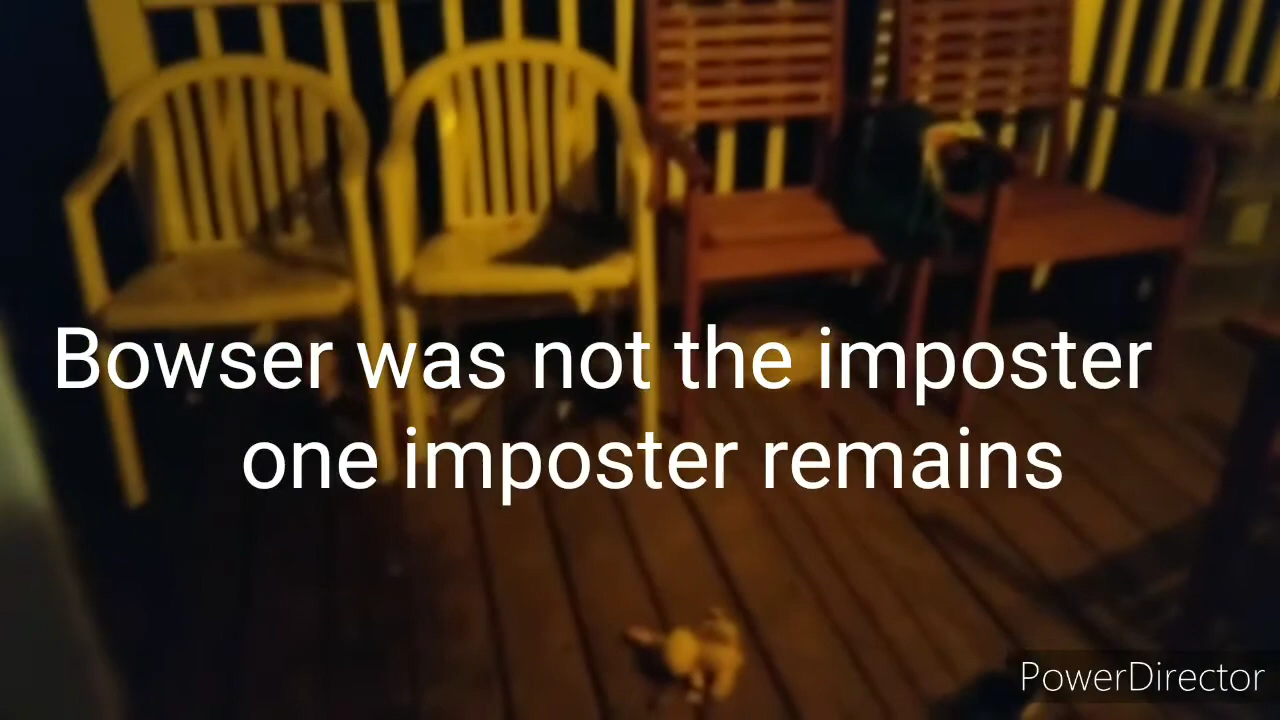 Bowser was not the imposter
one imposter remains
PowerDirector